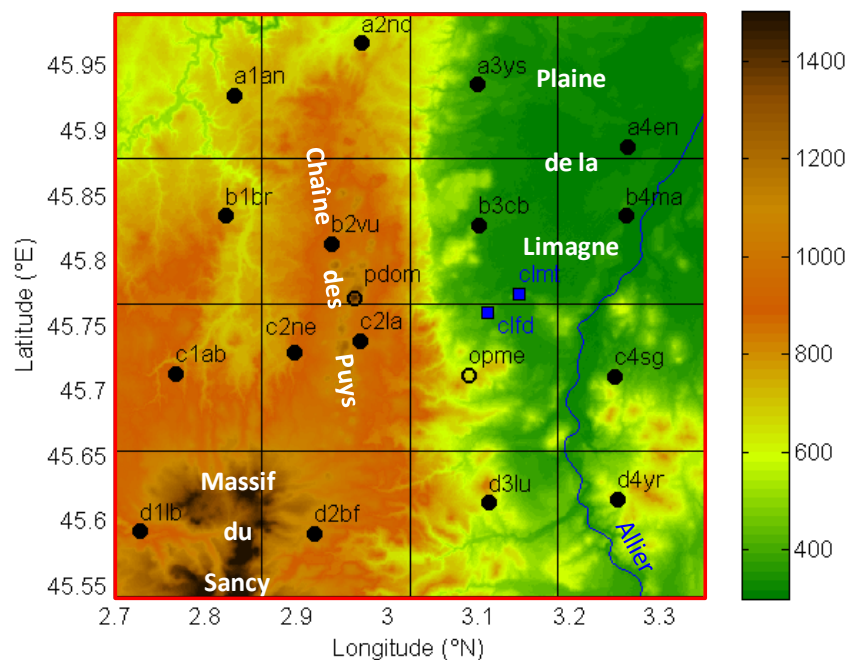 a2nd
45.95
a1an
a3ys
Plaine
1400
45.9
a4en
de la
1200
Chaîne
45.85
b1br
b3cb
b4ma
b2vu
Limagne
45.8
pdom
des
clmt
1000
Latitude (°E)
45.75
clfd
c2ne
c2la
c1ab
opme
c4sg
Puys
800
45.7
45.65
Massif
d3lu
d4yr
600
45.6
d1lb
du
d2bf
Allier
45.55
Sancy
400
2.7
2.8
2.9
3
3.1
3.2
3.3
Longitude (°N)